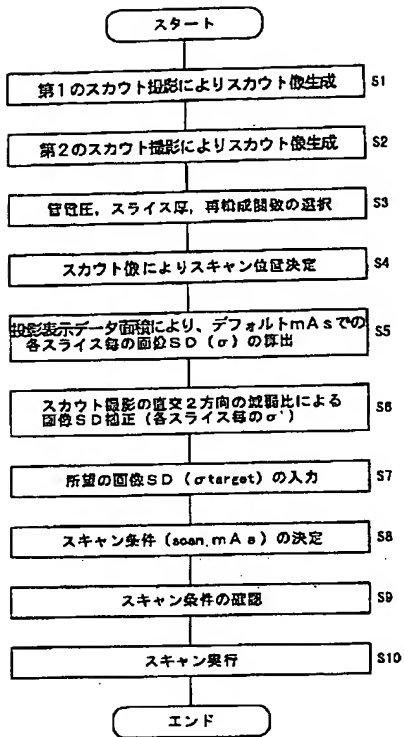 スタート
第1のスカウト撮影によりスカウト像生成 S1
第2のスカウト撮影によりスカウト像生成 S2
管電圧，スライス厚，再構成関数の選択 S3
スカウト像によりスキャン位置決定 S4
投影表示データ面積により、デフォルトmAsでの
各スライス毎の画像SD（σ）の算出 S5
スカウト撮影の直交2方向の減弱比による
画像SD補正（各スライス毎のσ'） S6
所望の画像SD（σtarget）の入力 S7
スキャン条件（scan.mAs）の決定 S8
スキャン条件の確認 S9
スキャン実行 S10
エンド